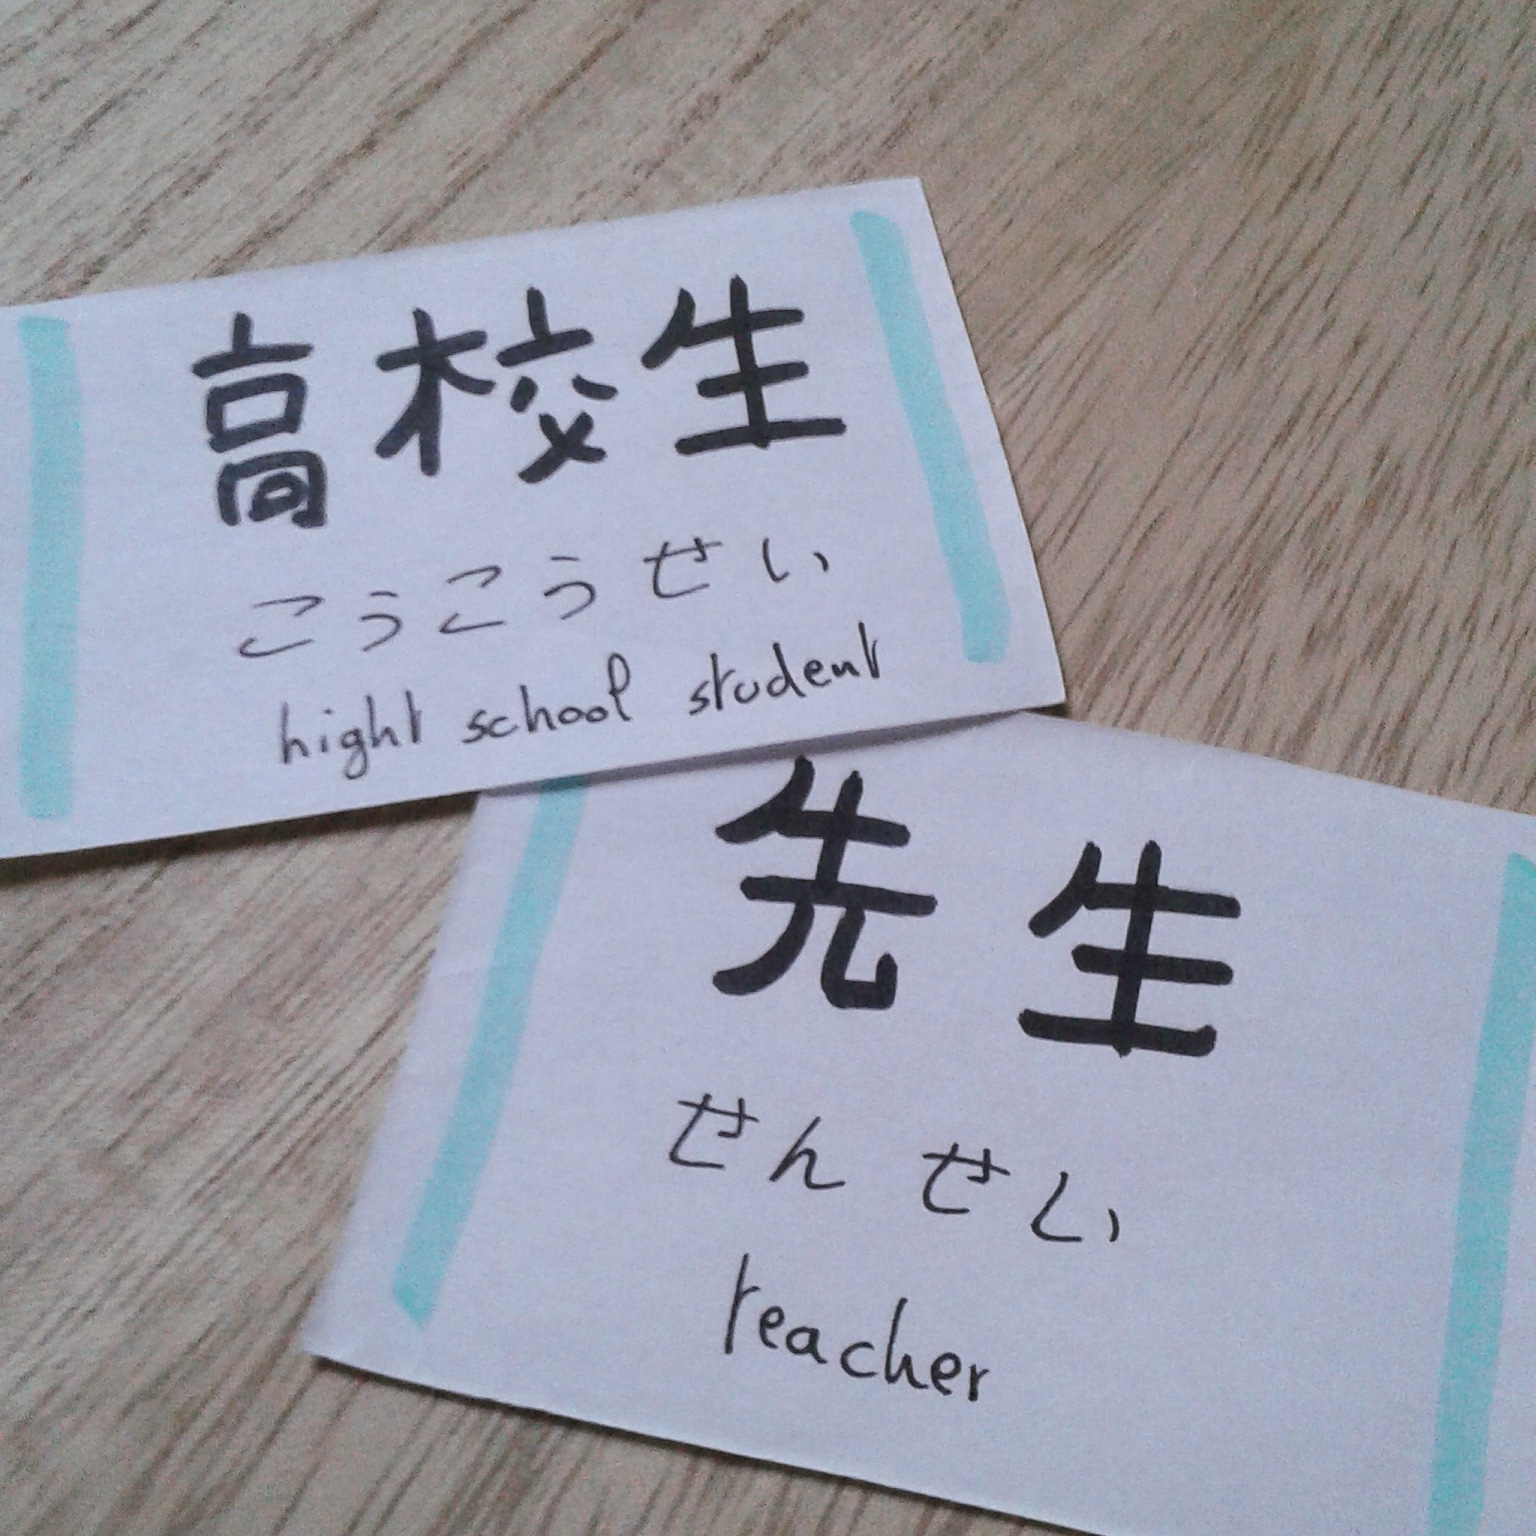 高校生
こうこうせい
hight school student
先生
せんせい
teacher